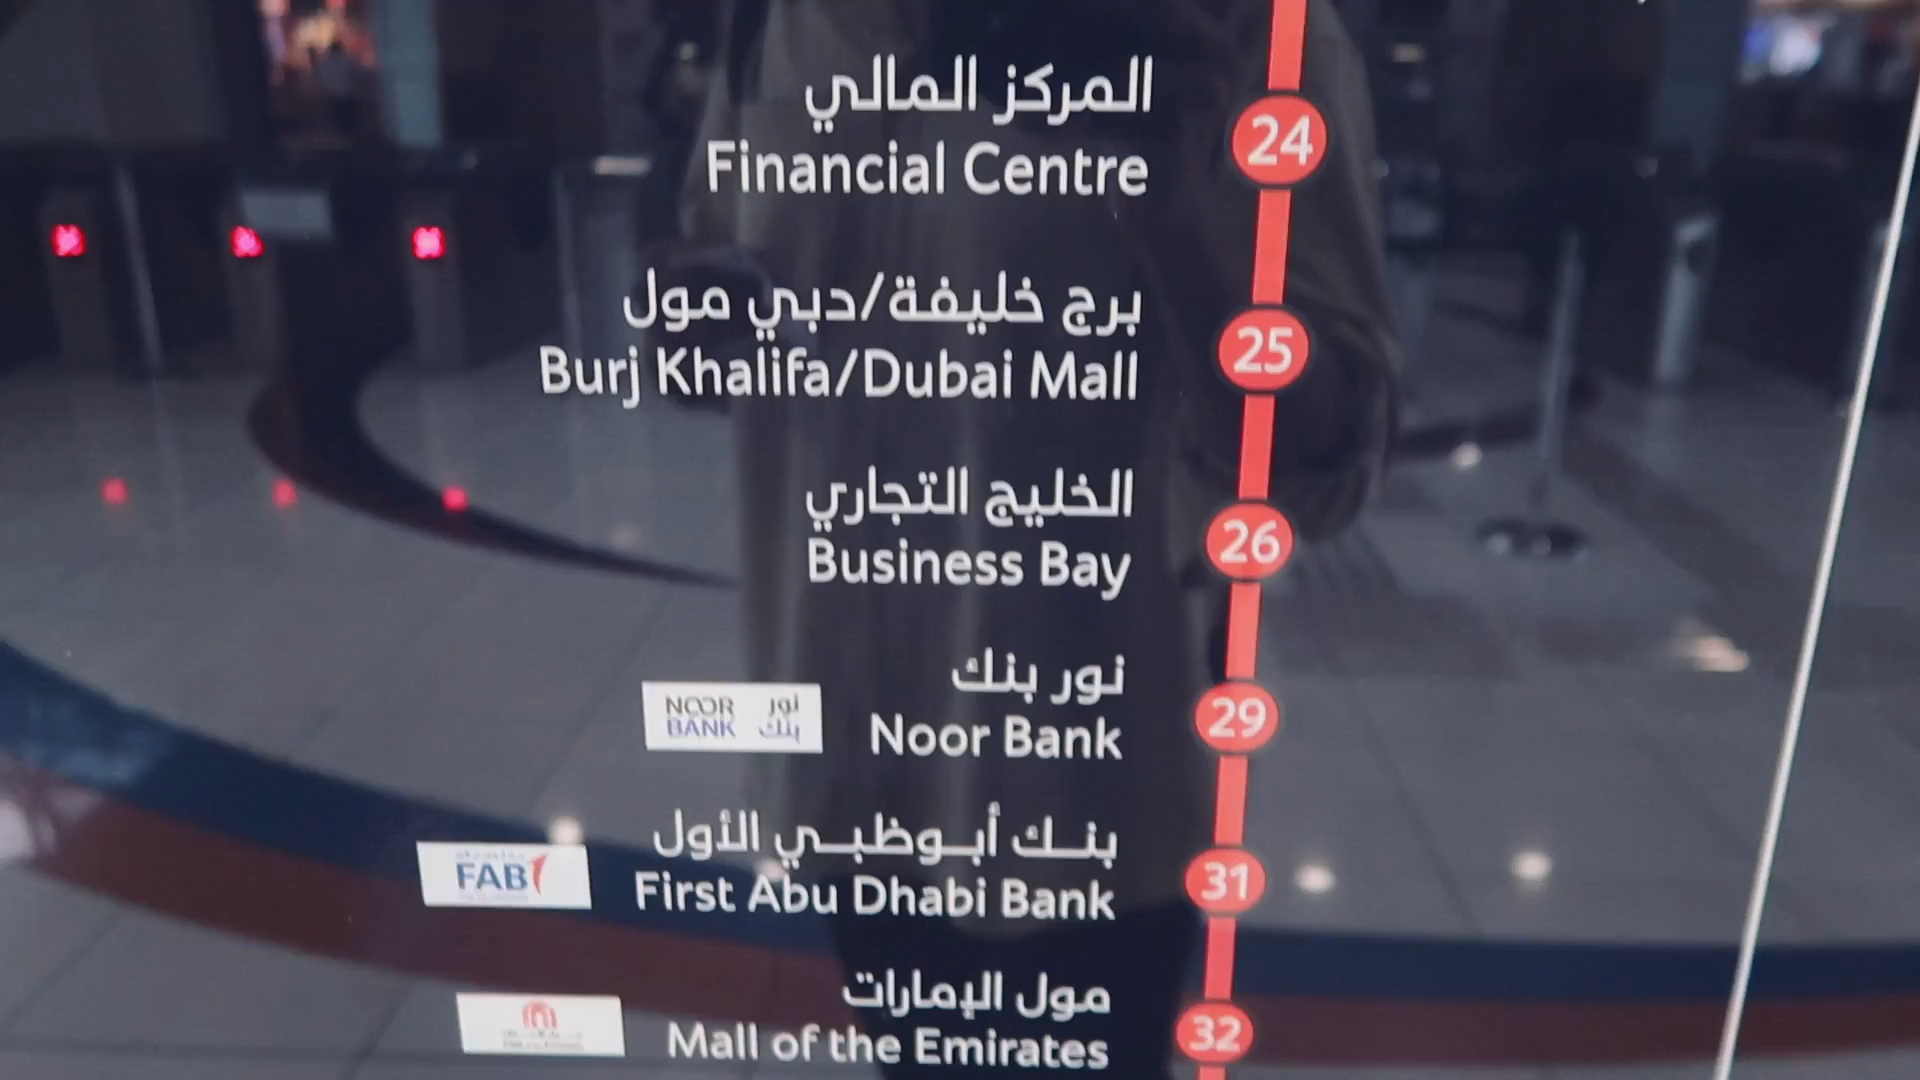 المركز المالي
Financial Centre
24
برج خليفة/دبي مول
Burj Khalifa/Dubai Mall
25
الخليج التجاري
Business Bay
26
نور بنك
Noor Bank
29
NOOR BANK
نور بنك
بنك أبوظبي الأول
First Abu Dhabi Bank
31
FAB
مول الإمارات
Mall of the Emirates
32